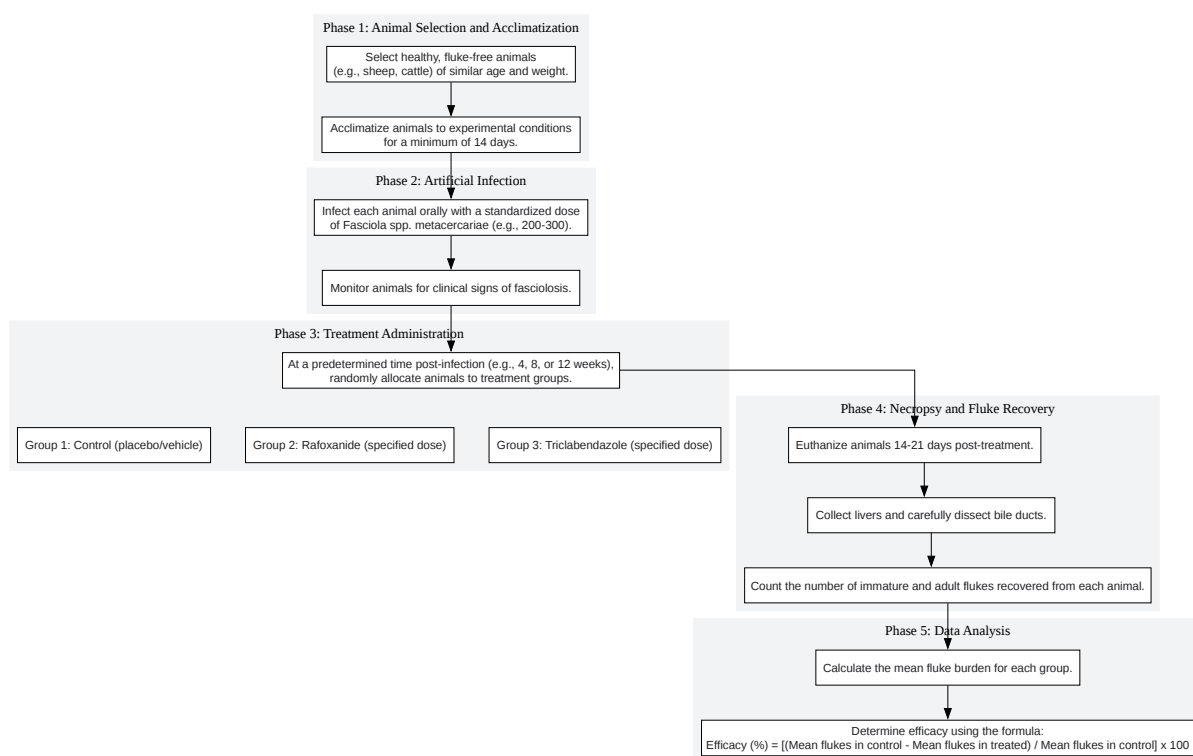 Phase 1: Animal Selection and Acclimatization
Select healthy, fluke-free animals
(e.g., sheep, cattle) of similar age and weight.
Acclimatize animals to experimental conditions
for a minimum of 14 days.
Phase 2: Artificial Infection
Infect each animal orally with a standardized dose
of Fasciola spp. metacercariae (e.g., 200-300).
Monitor animals for clinical signs of fasciolosis.
Phase 3: Treatment Administration
At a predetermined time post-infection (e.g., 4, 8, or 12 weeks),
randomly allocate animals to treatment groups.
Group 1: Control (placebo/vehicle)
Group 2: Rafoxanide (specified dose)
Group 3: Triclabendazole (specified dose)
Phase 4: Necropsy and Fluke Recovery
Euthanize animals 14-21 days post-treatment.
Collect livers and carefully dissect bile ducts.
Count the number of immature and adult flukes recovered from each animal.
Phase 5: Data Analysis
Calculate the mean fluke burden for each group.
Determine efficacy using the formula:
Efficacy (%) = [(Mean flukes in control - Mean flukes in treated) / Mean flukes in control] x 100